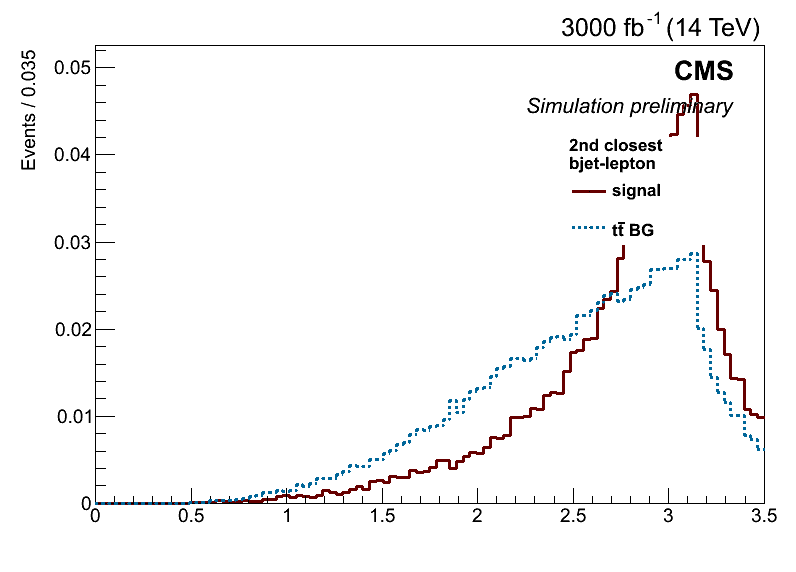 3000 fb⁻¹ (14 TeV)
CMS
Simulation preliminary
Events / 0.035
0.05
0.04
0.03
0.02
0.01
0
2nd closest
bjet-lepton
signal
tt̄ BG
0 0.5 1 1.5 2 2.5 3 3.5